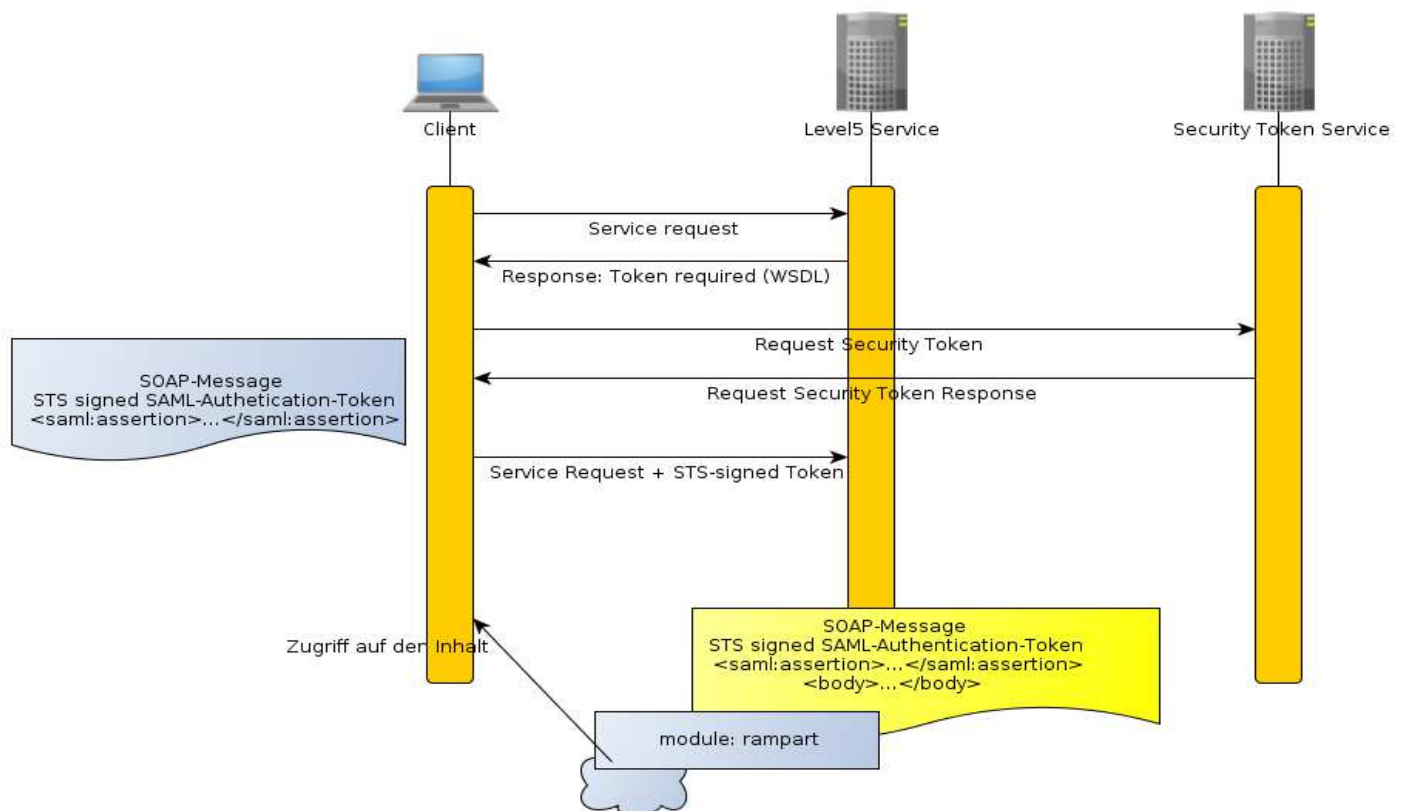 Client
Level5 Service
Security Token Service
Service request
Response: Token required (WSDL)
Request Security Token
SOAP-Message
STS signed SAML-Authetication-Token
<saml:assertion>...</saml:assertion>
Request Security Token Response
Service Request + STS-signed Token
Zugriff auf den Inhalt
SOAP-Message
STS signed SAML-Authentication-Token
<saml:assertion>...</saml:assertion>
<body>...</body>
module: rampart